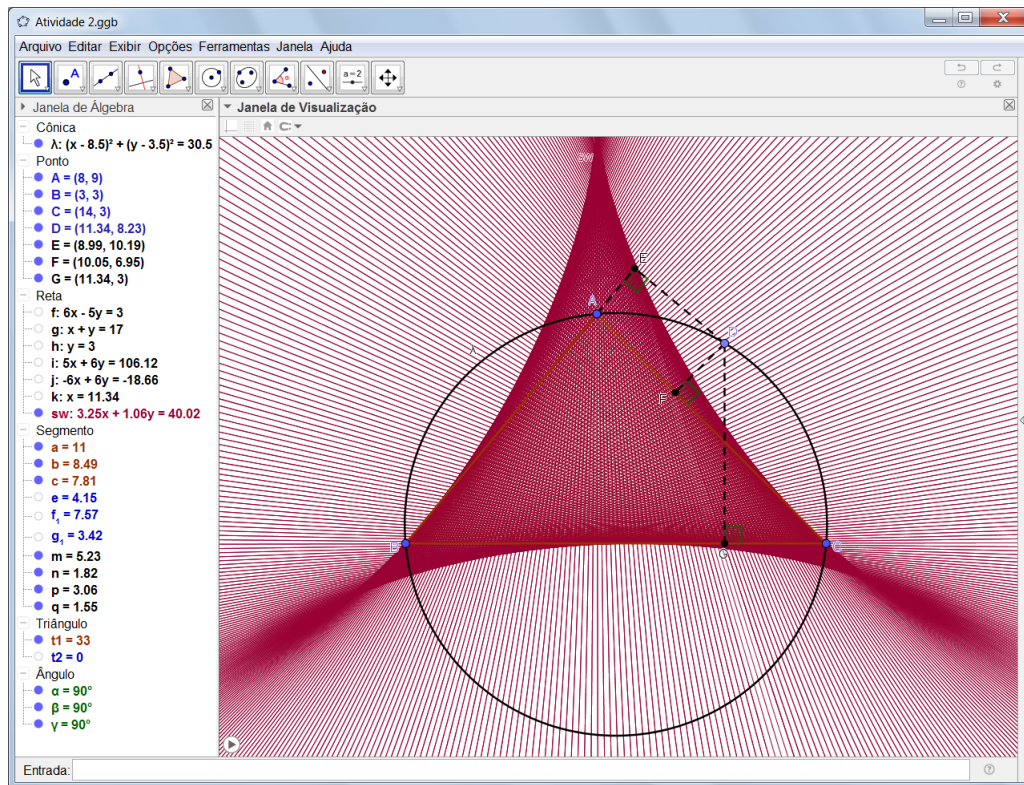 Atividade 2.ggb
Arquivo Editar Exibir Opções Ferramentas Janela Ajuda
A
a=2
Janela de Álgebra
Janela de Visualização
Cônica
λ: (x - 8.5)² + (y - 3.5)² = 30.5
Ponto
A = (8, 9)
B = (3, 3)
C = (14, 3)
D = (11.34, 8.23)
E = (8.99, 10.19)
F = (10.05, 6.95)
G = (11.34, 3)
Reta
f: 6x - 5y = 3
g: x + y = 17
h: y = 3
i: 5x + 6y = 106.12
j: -6x + 6y = -18.66
k: x = 11.34
sw: 3.25x + 1.06y = 40.02
Segmento
a = 11
b = 8.49
c = 7.81
e = 4.15
f₁ = 7.57
g₁ = 3.42
m = 5.23
n = 1.82
p = 3.06
q = 1.55
Triângulo
t1 = 33
t2 = 0
Ângulo
α = 90°
β = 90°
γ = 90°
sw
E
A
D
λ
F
B
G
C
Entrada: